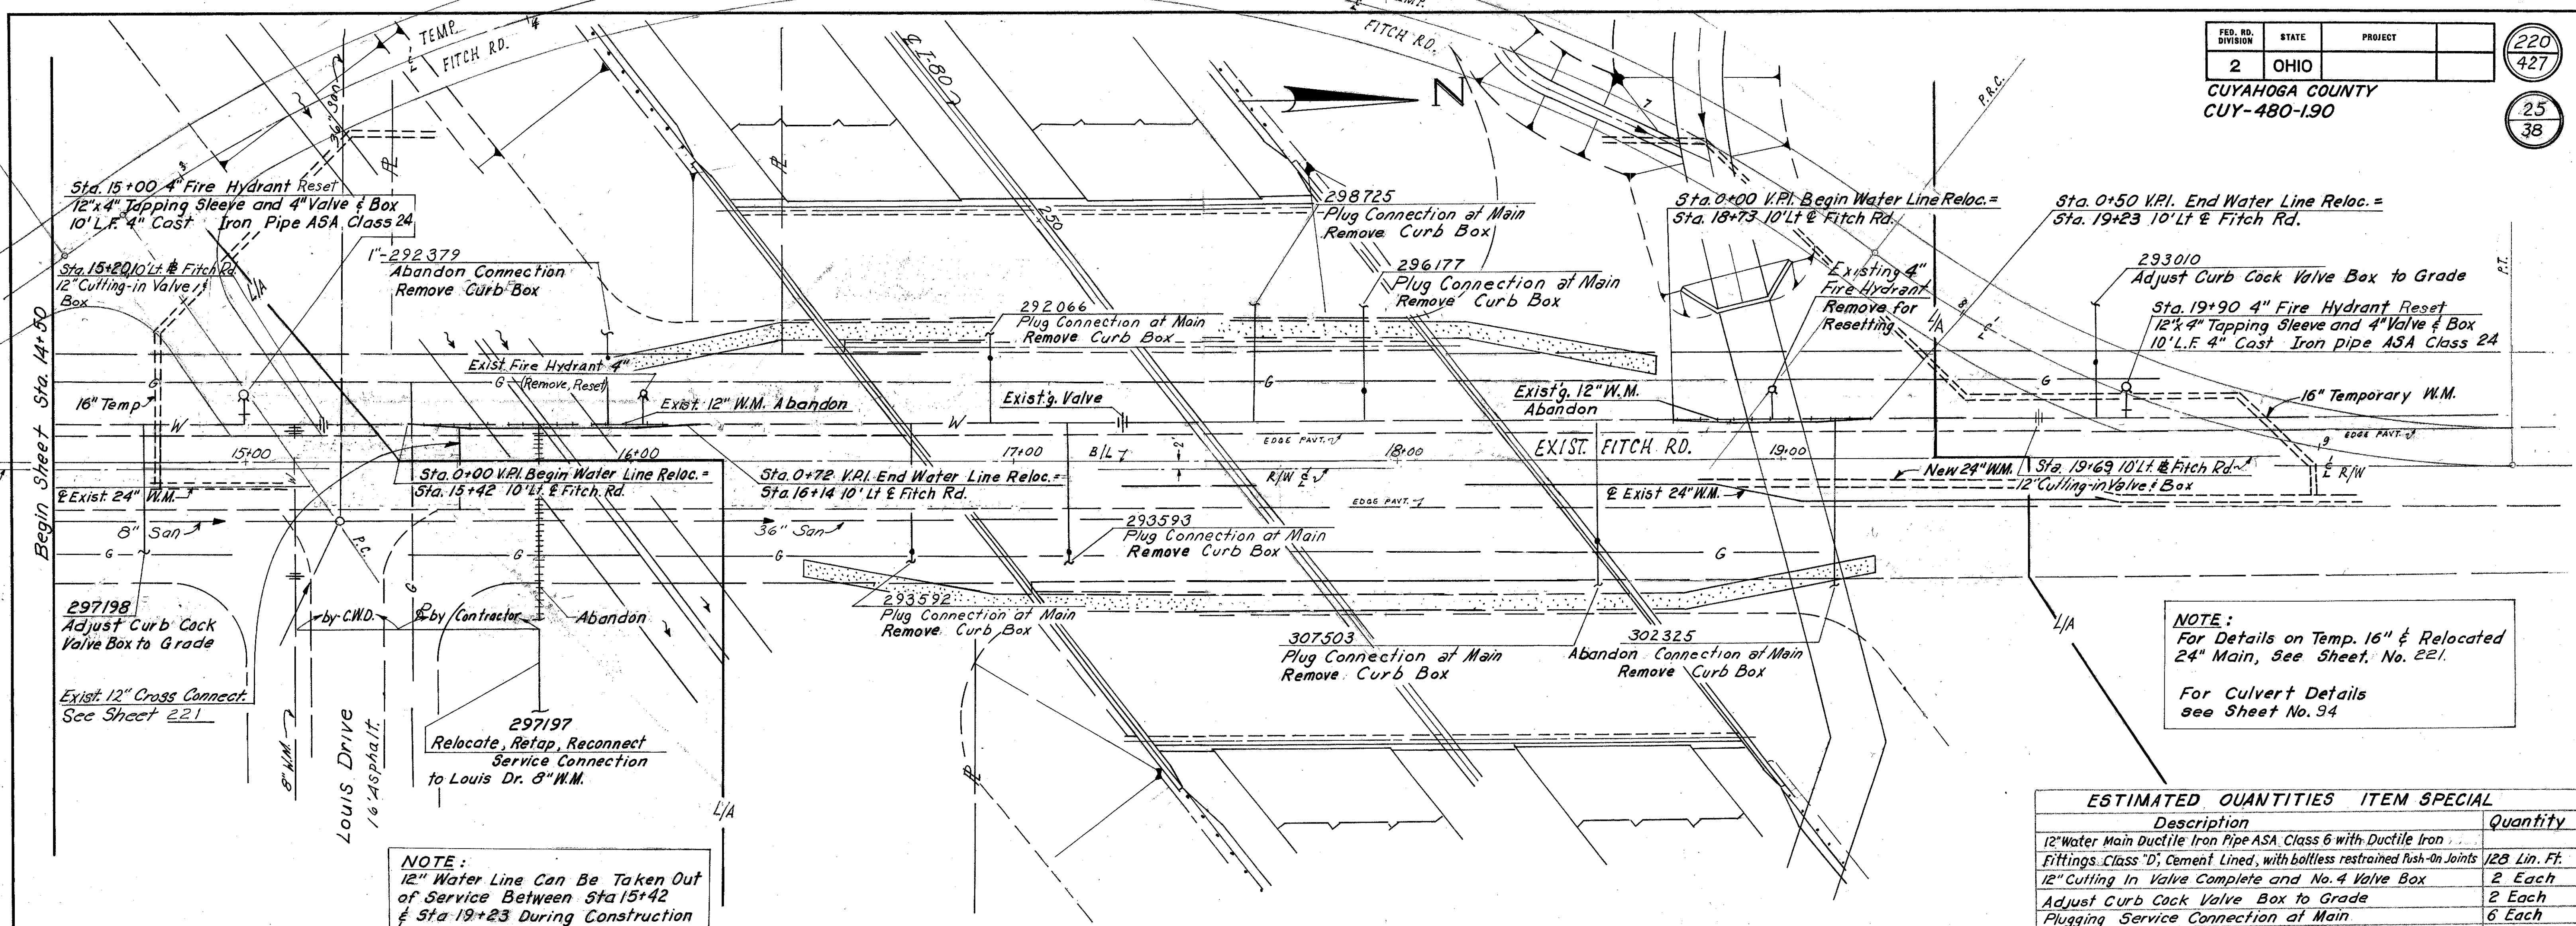 TEMP.
FITCH RD.
36" San
℄ I-80
TEMP.
FITCH RD.
N
P.R.C.
FED. RD. DIVISION
STATE
PROJECT
2
OHIO
220
427
CUYAHOGA COUNTY
CUY-480-1.90
25
38
Begin Sheet Sta. 14+50
Sta. 15+00 4" Fire Hydrant Reset
12"x 4" Tapping Sleeve and 4" Valve & Box
10' L.F. 4" Cast Iron Pipe ASA Class 24
Sta. 15+20, 10' Lt. ℄ Fitch Rd.
12" Cutting-in Valve &
Box
L/A
1"-292379
Abandon Connection
Remove Curb Box
250
298725
Plug Connection at Main
Remove Curb Box
296177
Plug Connection at Main
Remove Curb Box
292066
Plug Connection at Main
Remove Curb Box
Sta. 0+00 V.P.I. Begin Water Line Reloc. =
Sta. 18+73 10' Lt ℄ Fitch Rd.
Sta. 0+50 V.P.I. End Water Line Reloc. =
Sta. 19+23 10' Lt ℄ Fitch Rd.
P.T.
Existing 4"
Fire Hydrant
Remove for
Resetting
L/A
293010
Adjust Curb Cock Valve Box to Grade
Sta. 19+90 4" Fire Hydrant Reset
12"x 4" Tapping Sleeve and 4" Valve & Box
10' L.F. 4" Cast Iron pipe ASA Class 24
Exist. Fire Hydrant 4"
(Remove, Reset)
G
G
G
G
16" Temp
Exist. 12" W.M. Abandon
Exist'g. Valve
Exist'g. 12" W.M.
Abandon
16" Temporary W.M.
W
W
15+00
16+00
17+00
B/L
2'
EDGE PAVT.
18+00
EXIST. FITCH RD.
19+00
EDGE PAVT.
Sta. 0+00 V.P.I. Begin Water Line Reloc. =
Sta. 15+42 10' Lt. ℄ Fitch Rd.
Sta. 0+72 V.P.I. End Water Line Reloc. =
Sta. 16+14 10' Lt ℄ Fitch Rd.
R/W ℄
EDGE PAVT.
New 24" W.M.
Sta. 19+69 10' Lt. ℄ Fitch Rd.
12" Cutting-in Valve & Box
℄ R/W
℄ Exist. 24" W.M.
℄ Exist 24" W.M.
8" San
P.C.
36" San
293593
Plug Connection at Main
Remove Curb Box
G
G
G
G
297198
Adjust Curb Cock
Valve Box to Grade
by C.W.D.
by Contractor
Abandon
293592
Plug Connection at Main
Remove Curb Box
307503
Plug Connection at Main
Remove Curb Box
302325
Abandon Connection at Main
Remove Curb Box
L/A
NOTE:
For Details on Temp. 16" & Relocated
24" Main, See Sheet. No. 221.
For Culvert Details
see Sheet No. 94
Exist. 12" Cross Connect.
See Sheet 221
8" W.M.
Louis Drive
16' Asphalt.
297197
Relocate, Retap, Reconnect
Service Connection
to Louis Dr. 8" W.M.
L/A
NOTE:
12" Water Line Can Be Taken Out
of Service Between Sta 15+42
& Sta 19+23 During Construction
ESTIMATED QUANTITIES ITEM SPECIAL
Description
Quantity
12" Water Main Ductile Iron Pipe ASA Class 6 with Ductile Iron
Fittings Class "D", Cement Lined, with boltless restrained Push-On Joints
128 Lin. Ft.
12" Cutting In Valve Complete and No. 4 Valve Box
2 Each
Adjust Curb Cock Valve Box to Grade
2 Each
Plugging Service Connection at Main
6 Each